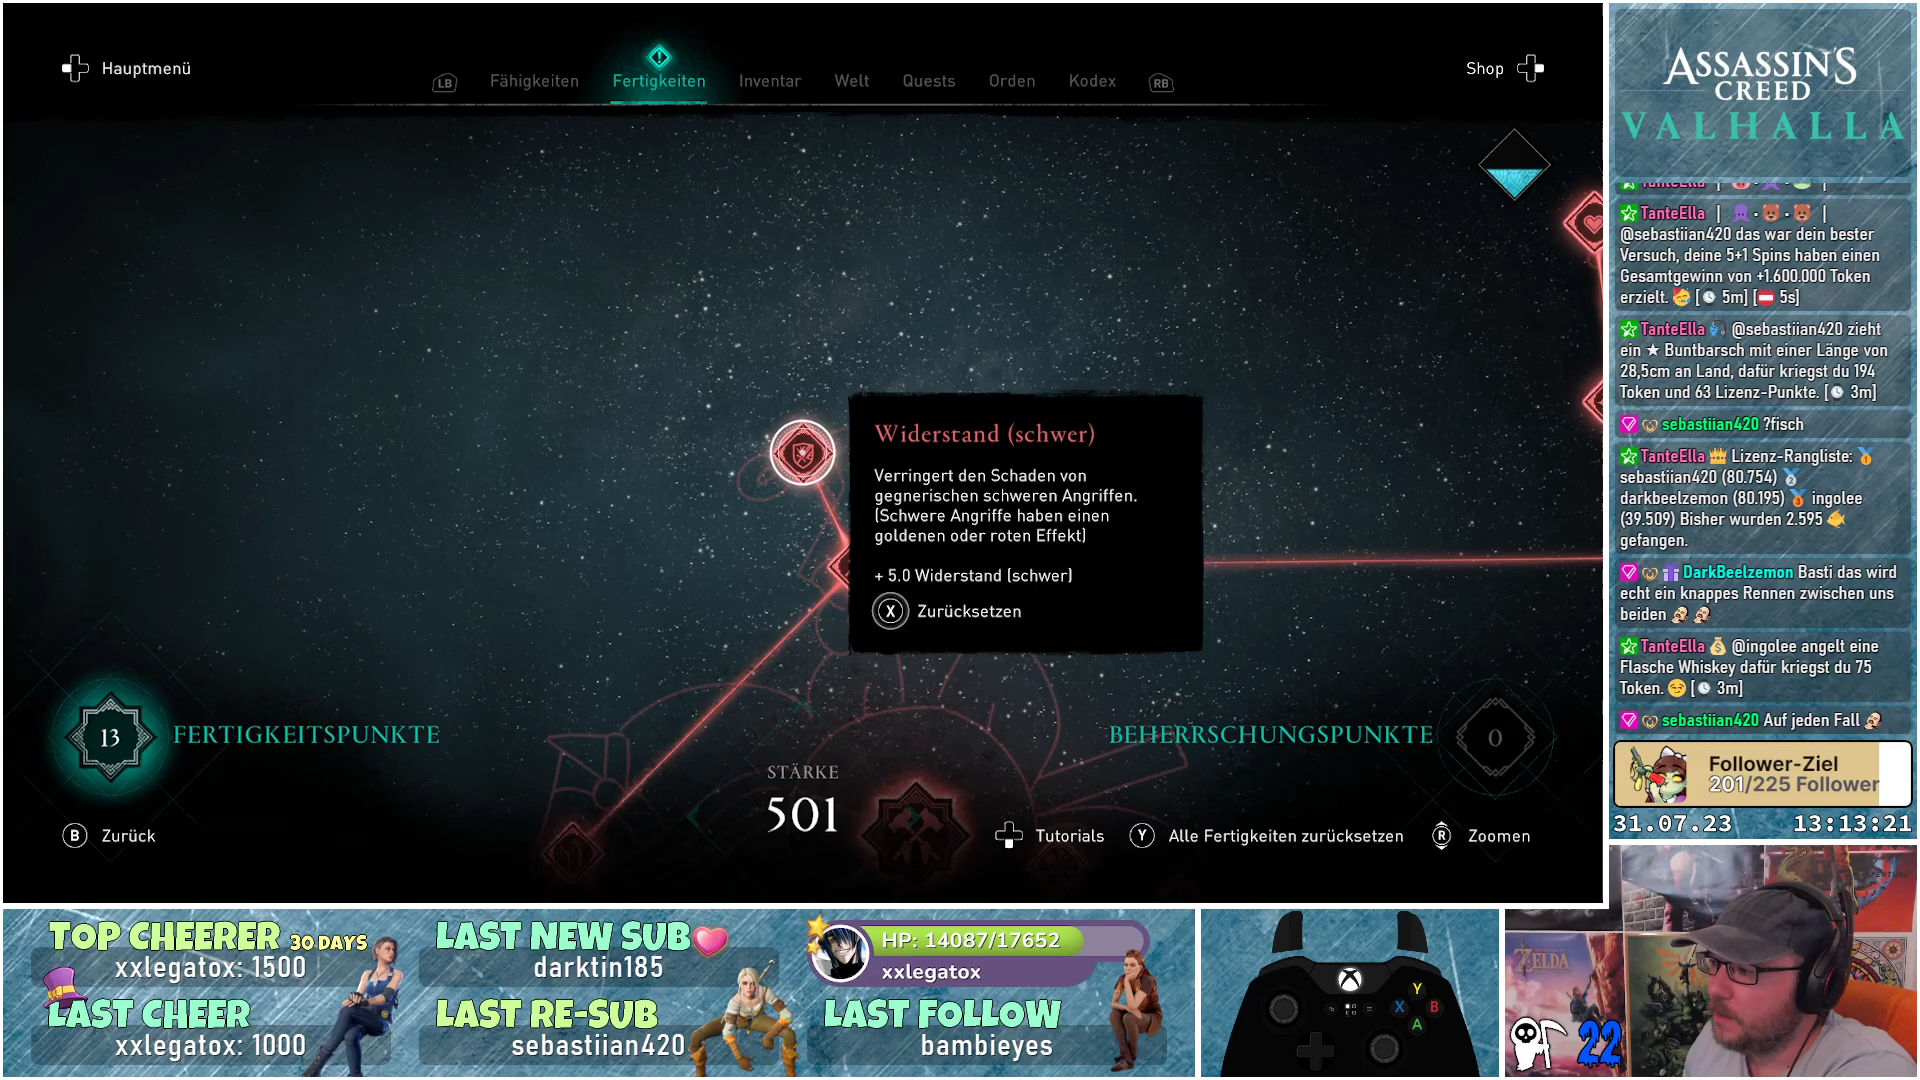 Hauptmenü
LB
Fähigkeiten
Fertigkeiten
Inventar
Welt
Quests
Orden
Kodex
RB
Shop
Widerstand (schwer)
Verringert den Schaden von
gegnerischen schweren Angriffen.
(Schwere Angriffe haben einen
goldenen oder roten Effekt)
+ 5.0 Widerstand (schwer)
X Zurücksetzen
13 FERTIGKEITSPUNKTE
BEHERRSCHUNGSPUNKTE 0
STÄRKE
501
B Zurück
Tutorials
Y Alle Fertigkeiten zurücksetzen
R Zoomen
ASSASSIN'S
CREED
VALHALLA
TanteElla | |
TanteElla | |
@sebastiian420 das war dein bester
Versuch, deine 5+1 Spins haben einen
Gesamtgewinn von +1.600.000 Token
erzielt. [ 5m] [ 5s]
TanteElla @sebastiian420 zieht
ein ★ Buntbarsch mit einer Länge von
28,5cm an Land, dafür kriegst du 194
Token und 63 Lizenz-Punkte. [ 3m]
sebastiian420 ?fisch
TanteElla Lizenz-Rangliste:
sebastiian420 (80.754)
darkbeelzemon (80.195) ingolee
(39.509) Bisher wurden 2.595
gefangen.
DarkBeelzemon Basti das wird
echt ein knappes Rennen zwischen uns
beiden
TanteElla @ingolee angelt eine
Flasche Whiskey dafür kriegst du 75
Token. [ 3m]
sebastiian420 Auf jeden Fall
Follower-Ziel
201/225 Follower
31.07.23 13:13:21
TOP CHEERER 30 DAYS
xxlegatox: 1500
LAST CHEER
xxlegatox: 1000
LAST NEW SUB
darktin185
LAST RE-SUB
sebastiian420
HP: 14087/17652
xxlegatox
LAST FOLLOW
bambieyes
Y
X B
A
ZELDA
22